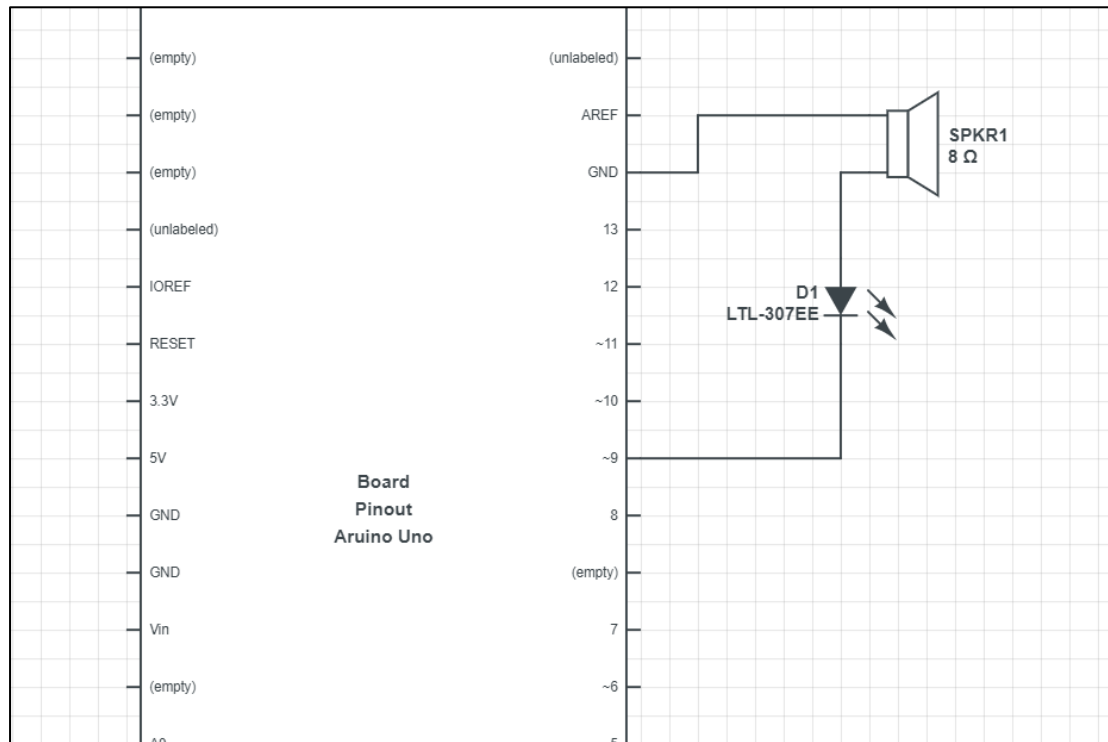 (empty)
(empty)
(empty)
(unlabeled)
IOREF
RESET
3.3V
5V
GND
GND
Vin
(empty)
Board
Pinout
Aruino Uno
(unlabeled)
AREF
GND
13
12
~11
~10
~9
8
(empty)
7
~6
SPKR1
8 Ω
D1
LTL-307EE